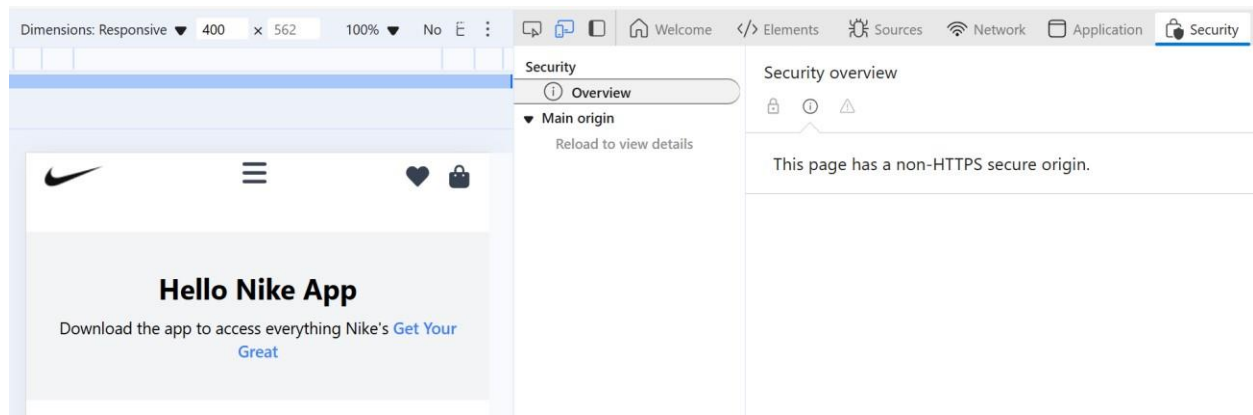 Dimensions: Responsive 400 × 562 100% No
Welcome Elements Sources Network Application Security
Security
Overview
Main origin
Reload to view details
Security overview
This page has a non-HTTPS secure origin.
Hello Nike App
Download the app to access everything Nike's Get Your
Great